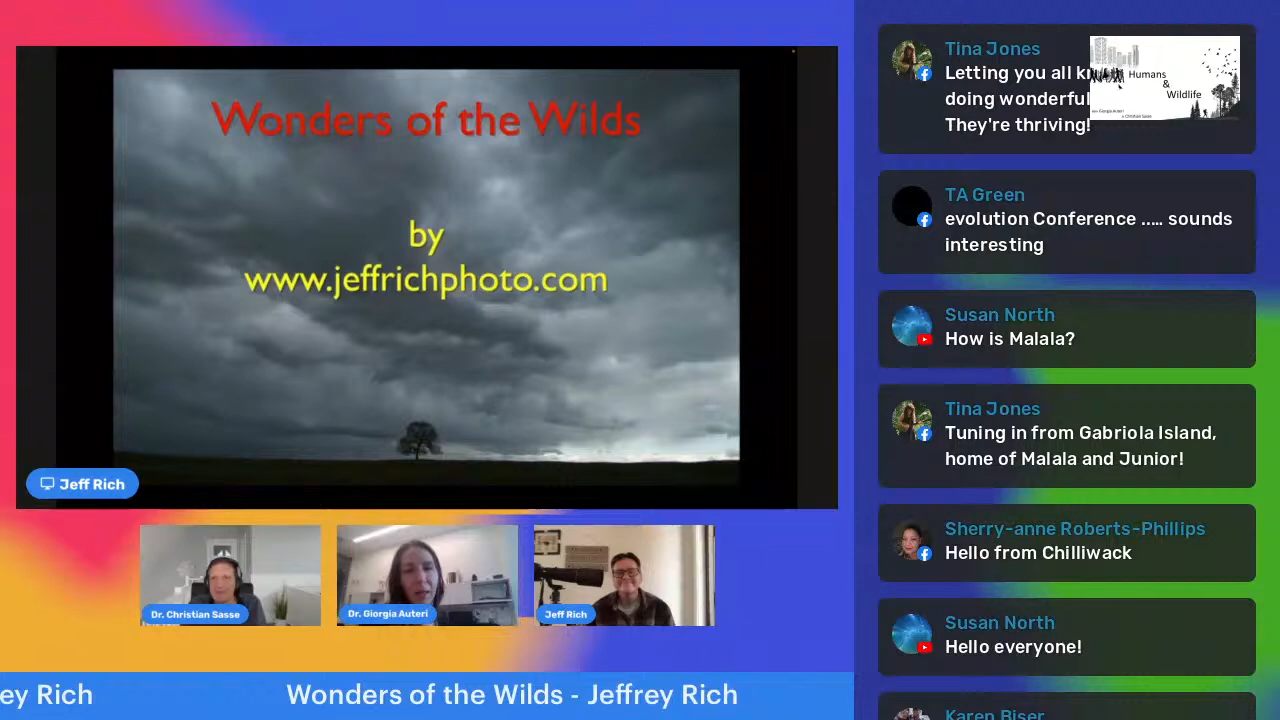 Wonders of the Wilds
by
www.jeffrichphoto.com
Jeff Rich
Dr. Christian Sasse
Dr. Giorgia Auteri
Jeff Rich
ey Rich
Wonders of the Wilds - Jeffrey Rich
Tina Jones
Letting you all
doing wonderful
They're thriving!
Humans
&
Wildlife
TA Green
evolution Conference ..... sounds
interesting
Susan North
How is Malala?
Tina Jones
Tuning in from Gabriola Island,
home of Malala and Junior!
Sherry-anne Roberts-Phillips
Hello from Chilliwack
Susan North
Hello everyone!
Karen Biser